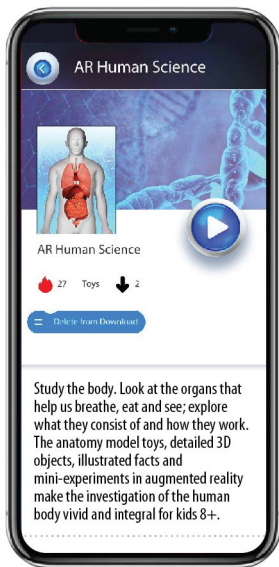 AR Human Science
AR Human Science
27 Toys 2
Delete from Download
Study the body. Look at the organs that
help us breathe, eat and see; explore
what they consist of and how they work.
The anatomy model toys, detailed 3D
objects, illustrated facts and
mini-experiments in augmented reality
make the investigation of the human
body vivid and integral for kids 8+.